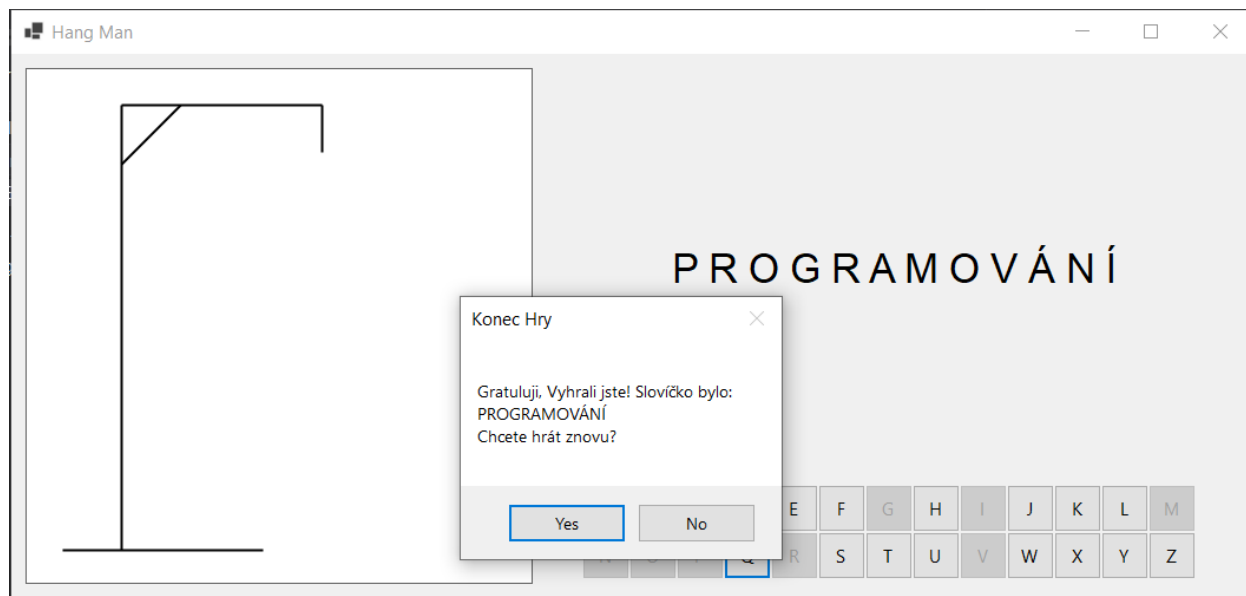 Hang Man
P R O G R A M O V Á N Í
Konec Hry
Gratuluji, Vyhrali jste! Slovíčko bylo:
PROGRAMOVÁNÍ
Chcete hrát znovu?
Yes No
E F G H I J K L M
R S T U V W X Y Z